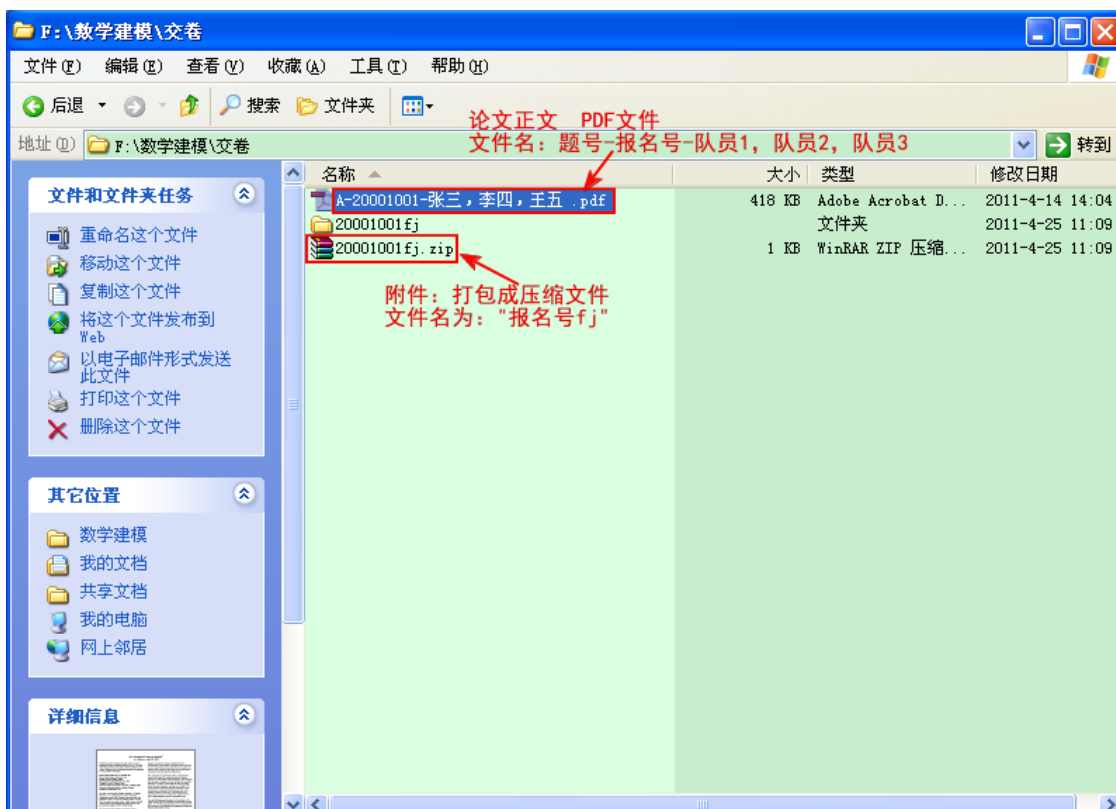 F:\数学建模\交卷
文件(F) 编辑(E) 查看(V) 收藏(A) 工具(T) 帮助(H)
后退 搜索 文件夹
论文正文 PDF文件
文件名：题号-报名号-队员1，队员2，队员3
地址(D) F:\数学建模\交卷 转到
名称 大小 类型 修改日期
A-20001001-张三，李四，王五 .pdf 418 KB Adobe Acrobat D... 2011-4-14 14:04
20001001fj 文件夹 2011-4-25 11:09
20001001fj.zip 1 KB WinRAR ZIP 压缩... 2011-4-25 11:09
附件：打包成压缩文件
文件名为："报名号fj"
文件和文件夹任务
重命名这个文件
移动这个文件
复制这个文件
将这个文件发布到
Web
以电子邮件形式发送
此文件
打印这个文件
删除这个文件
其它位置
数学建模
我的文档
共享文档
我的电脑
网上邻居
详细信息